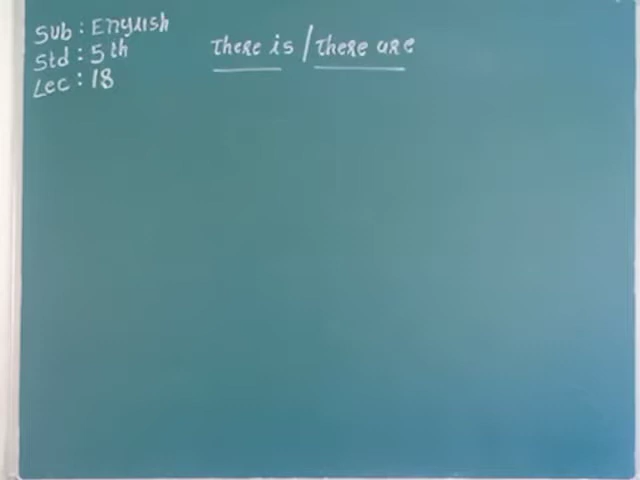 Sub : English
Std : 5th
Lec : 18
There is / There are